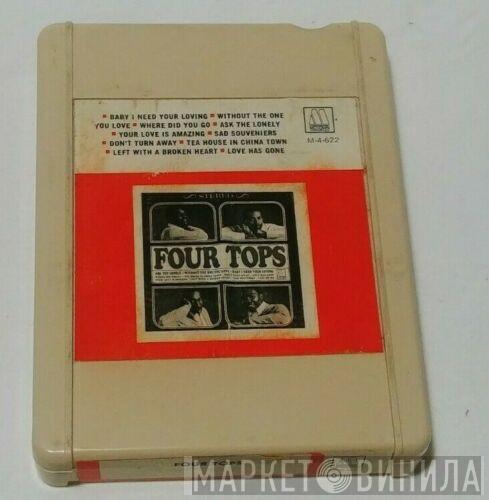 ■ BABY I NEED YOUR LOVING ■ WITHOUT THE ONE
YOU LOVE ■ WHERE DID YOU GO ■ ASK THE LONELY
■ YOUR LOVE IS AMAZING ■ SAD SOUVENIERS
■ DON'T TURN AWAY ■ TEA HOUSE IN CHINA TOWN
■ LEFT WITH A BROKEN HEART ■ LOVE HAS GONE
M
M-4-622
STEREO
FOUR TOPS
FOUR TOPS
МАРКЕТ ВИНИЛА